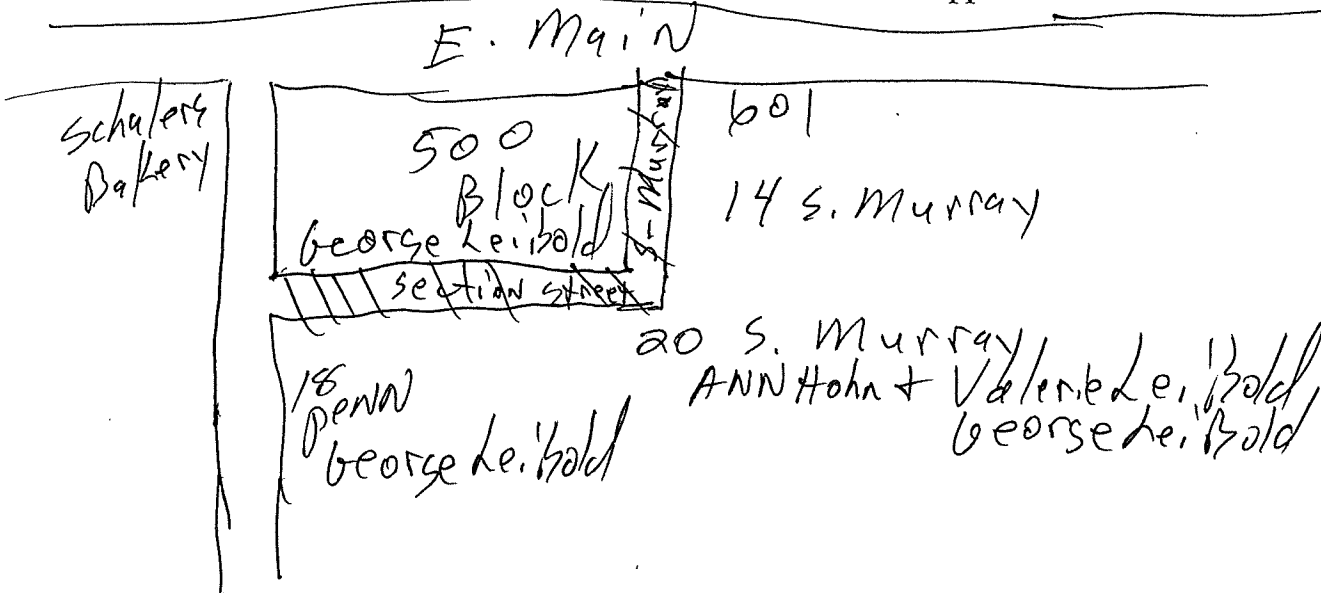 E. Main
Schulers
Bakery
500
Block
George Leibold
S-Murray
601
14 S. Murray
Section Street
20 S. Murray
ANN Hohn + Valerie Leibold
George Leibold
18
Penn
George Leibold